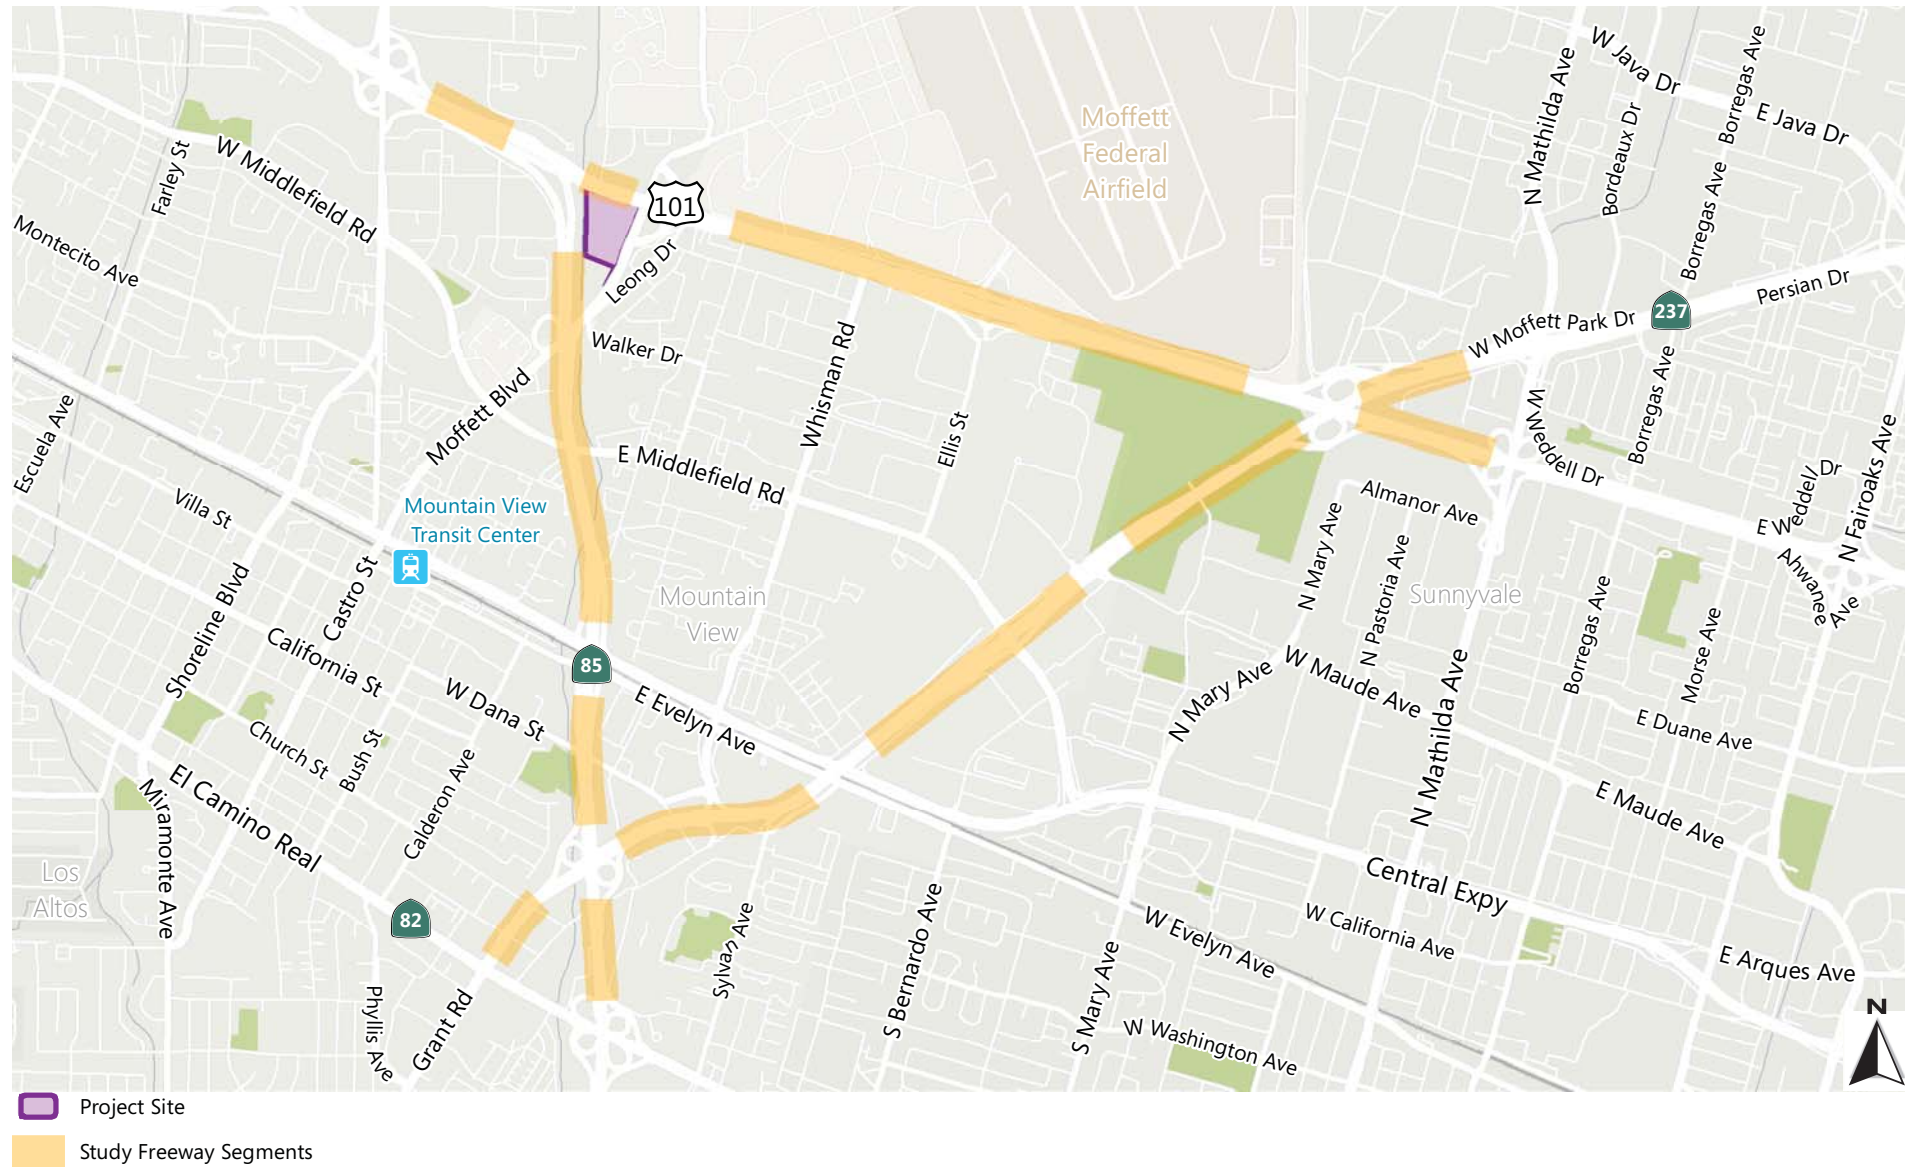 W Java Dr
N Mathilda Ave
Borregas Ave
Bordeaux Dr
E Java Dr
Moffett
Federal
Airfield
Farley St
W Middlefield Rd
101
Montecito Ave
Leong Dr
Borregas Ave
Persian Dr
237
W Moffett Park Dr
Walker Dr
Whisman Rd
Moffett Blvd
Borregas Ave
W Weddell Dr
Escuela Ave
Ellis St
E Middlefield Rd
N Fairoaks Ave
E Weddell Dr
Almanor Ave
Villa St
Mountain View
Transit Center
N Mary Ave
N Pastoria Ave
Ahwanee
Ave
Castro St
Shoreline Blvd
Mountain
View
Sunnyvale
Borregas Ave
Morse Ave
California St
85
W Maude Ave
N Mary Ave
N Mathilda Ave
W Dana St
E Evelyn Ave
E Duane Ave
Church St
Bush St
El Camino Real
Miramonte Ave
Calderon Ave
E Maude Ave
Los
Altos
Central Expy
82
Sylvan Ave
S Bernardo Ave
W Evelyn Ave
W California Ave
E Arques Ave
S Mary Ave
Phyllis Ave
Grant Rd
W Washington Ave
N
Project Site
Study Freeway Segments